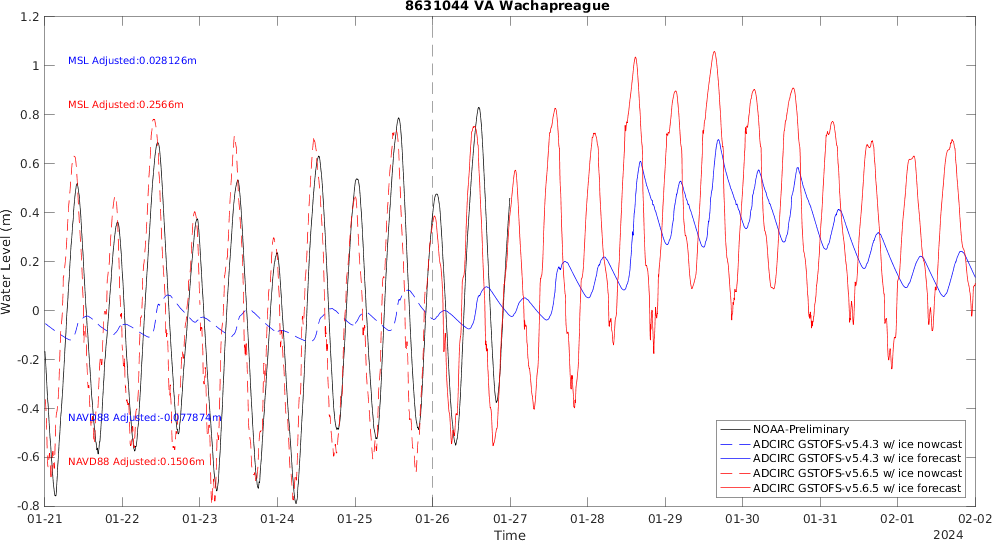 8631044 VA Wachapreague
1.2
1
0.8
0.6
0.4
0.2
0
-0.2
-0.4
-0.6
-0.8
Water Level (m)
MSL Adjusted:0.028126m
MSL Adjusted:0.2566m
NAVD88 Adjusted:-0.077874m
NAVD88 Adjusted:0.1506m
NOAA-Preliminary
ADCIRC GSTOFS-v5.4.3 w/ ice nowcast
ADCIRC GSTOFS-v5.4.3 w/ ice forecast
ADCIRC GSTOFS-v5.6.5 w/ ice nowcast
ADCIRC GSTOFS-v5.6.5 w/ ice forecast
01-21 01-22 01-23 01-24 01-25 01-26 01-27 01-28 01-29 01-30 01-31 02-01 02-02
Time
2024